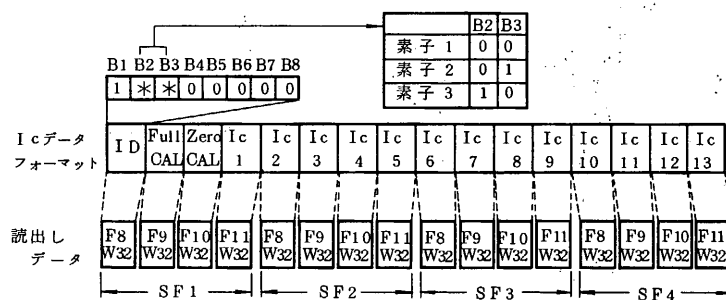 B2 B3
素子 1 0 0
素子 2 0 1
素子 3 1 0
B1 B2 B3 B4 B5 B6 B7 B8
1 * * 0 0 0 0 0
Icデータ
フォーマット
ID Full CAL Zero CAL Ic 1 Ic 2 Ic 3 Ic 4 Ic 5 Ic 6 Ic 7 Ic 8 Ic 9 Ic 10 Ic 11 Ic 12 Ic 13
読出し
データ
F8 W32 F9 W32 F10 W32 F11 W32 F8 W32 F9 W32 F10 W32 F11 W32 F8 W32 F9 W32 F10 W32 F11 W32 F8 W32 F9 W32 F10 W32 F11 W32
SF1 SF2 SF3 SF4